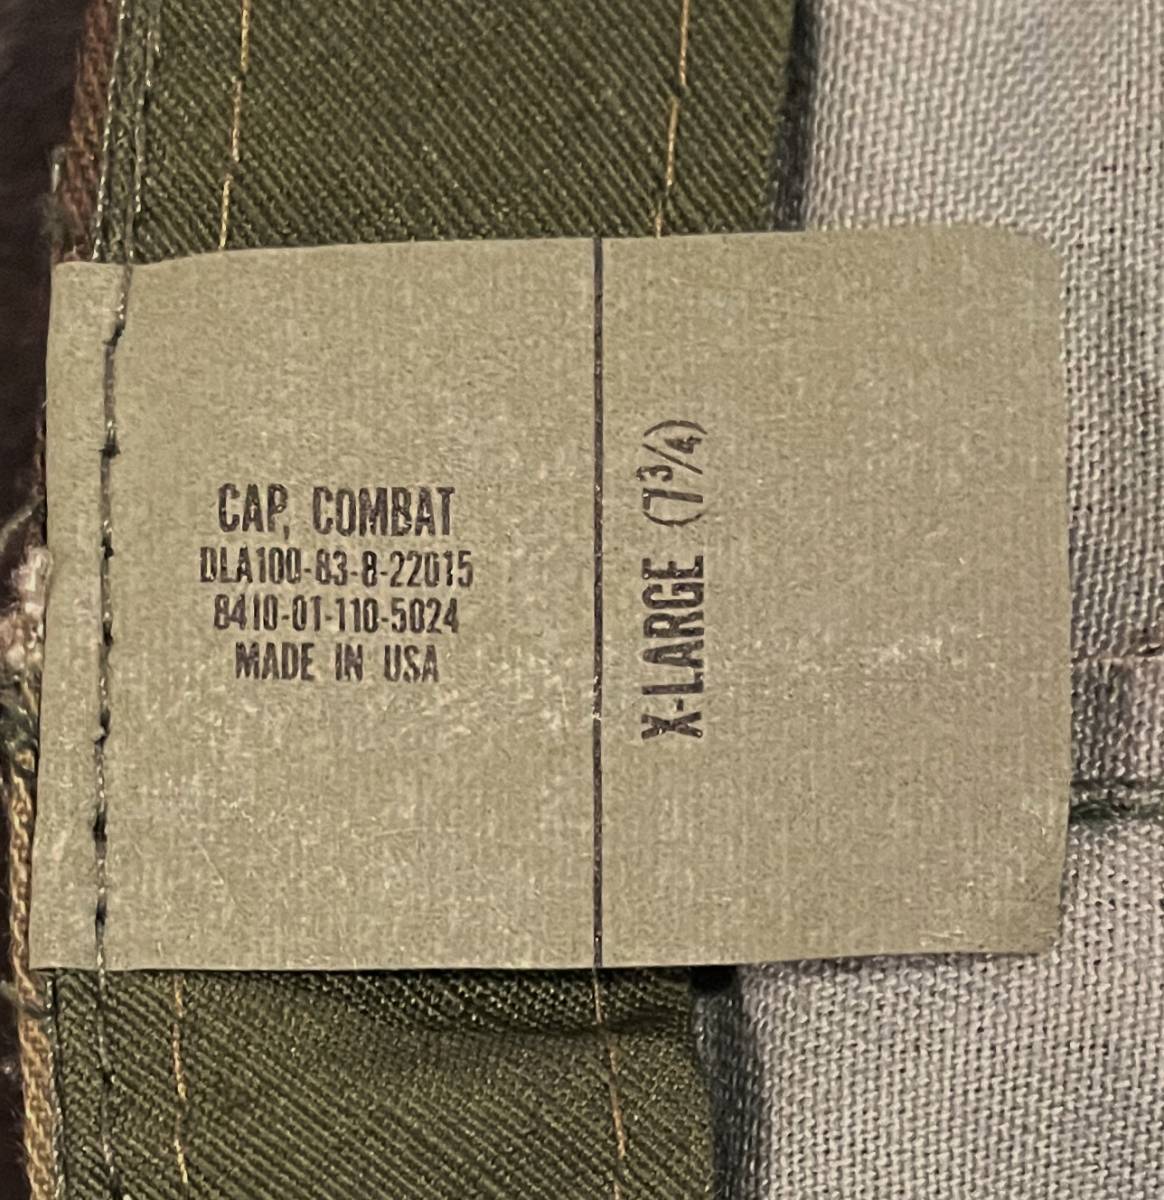 CAP, COMBAT
DLA100-83-8-22015
8410-01-110-5024
MADE IN USA
X-LARGE (7¾)